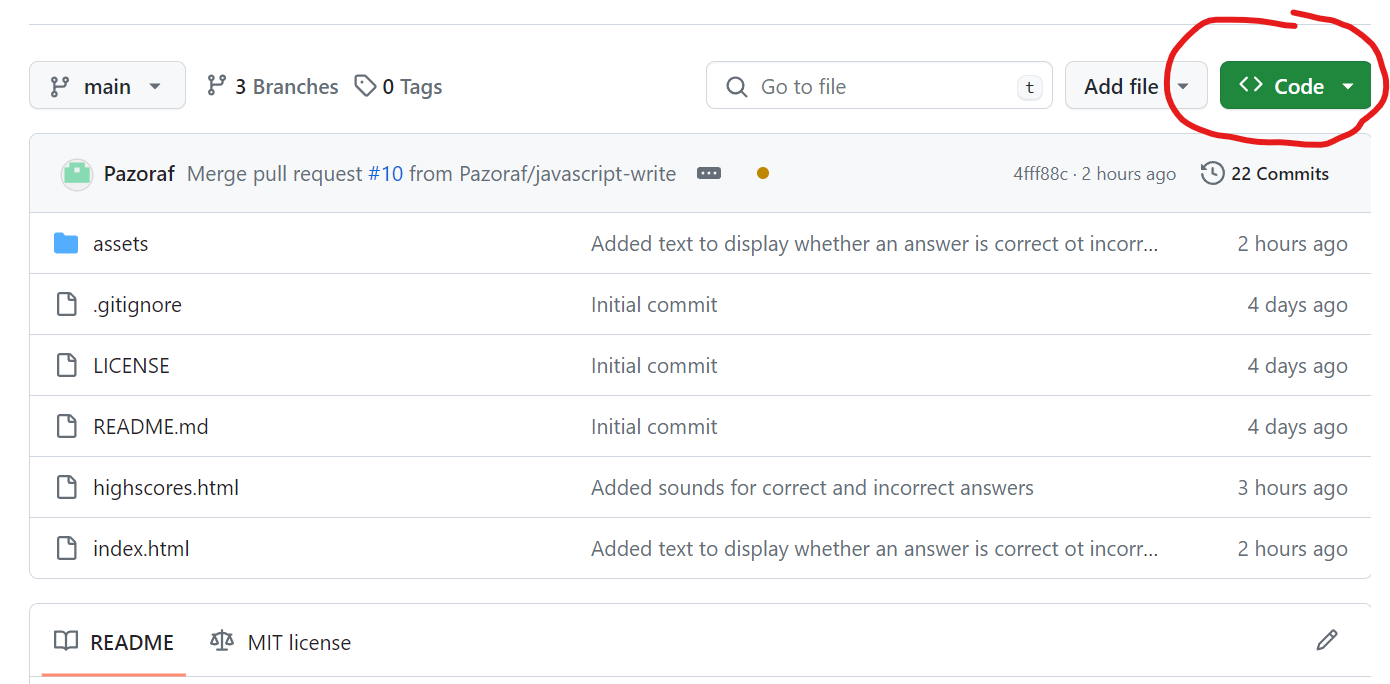 main 3 Branches 0 Tags Go to file t Add file Code
Pazoraf Merge pull request #10 from Pazoraf/javascript-write 4fff88c · 2 hours ago 22 Commits
assets Added text to display whether an answer is correct ot incorr... 2 hours ago
.gitignore Initial commit 4 days ago
LICENSE Initial commit 4 days ago
README.md Initial commit 4 days ago
highscores.html Added sounds for correct and incorrect answers 3 hours ago
index.html Added text to display whether an answer is correct ot incorr... 2 hours ago
README MIT license